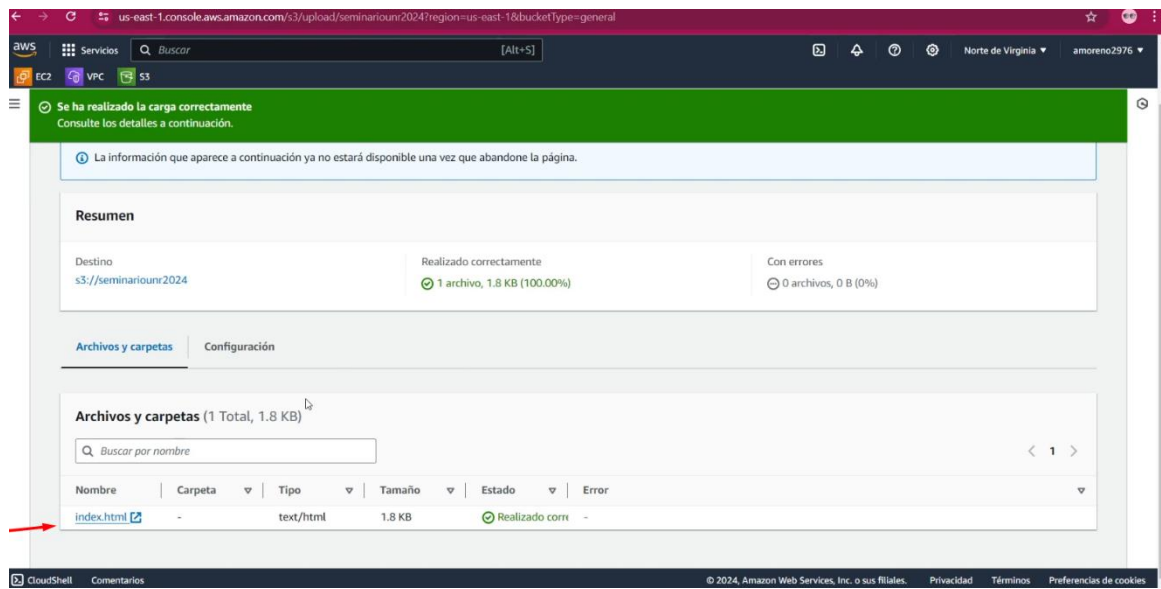 us-east-1.console.aws.amazon.com/s3/upload/seminariounr2024?region=us-east-1&bucketType=general
aws Servicios Buscar [Alt+S] Norte de Virginia amoreno2976
EC2 VPC S3
Se ha realizado la carga correctamente
Consulte los detalles a continuación.
La información que aparece a continuación ya no estará disponible una vez que abandone la página.
Resumen
Destino Realizado correctamente Con errores
s3://seminariounr2024 1 archivo, 1.8 KB (100.00%) 0 archivos, 0 B (0%)
Archivos y carpetas Configuración
Archivos y carpetas (1 Total, 1.8 KB)
Buscar por nombre < 1 >
Nombre Carpeta Tipo Tamaño Estado Error
index.html - text/html 1.8 KB Realizado corre -
CloudShell Comentarios © 2024, Amazon Web Services, Inc. o sus filiales. Privacidad Términos Preferencias de cookies